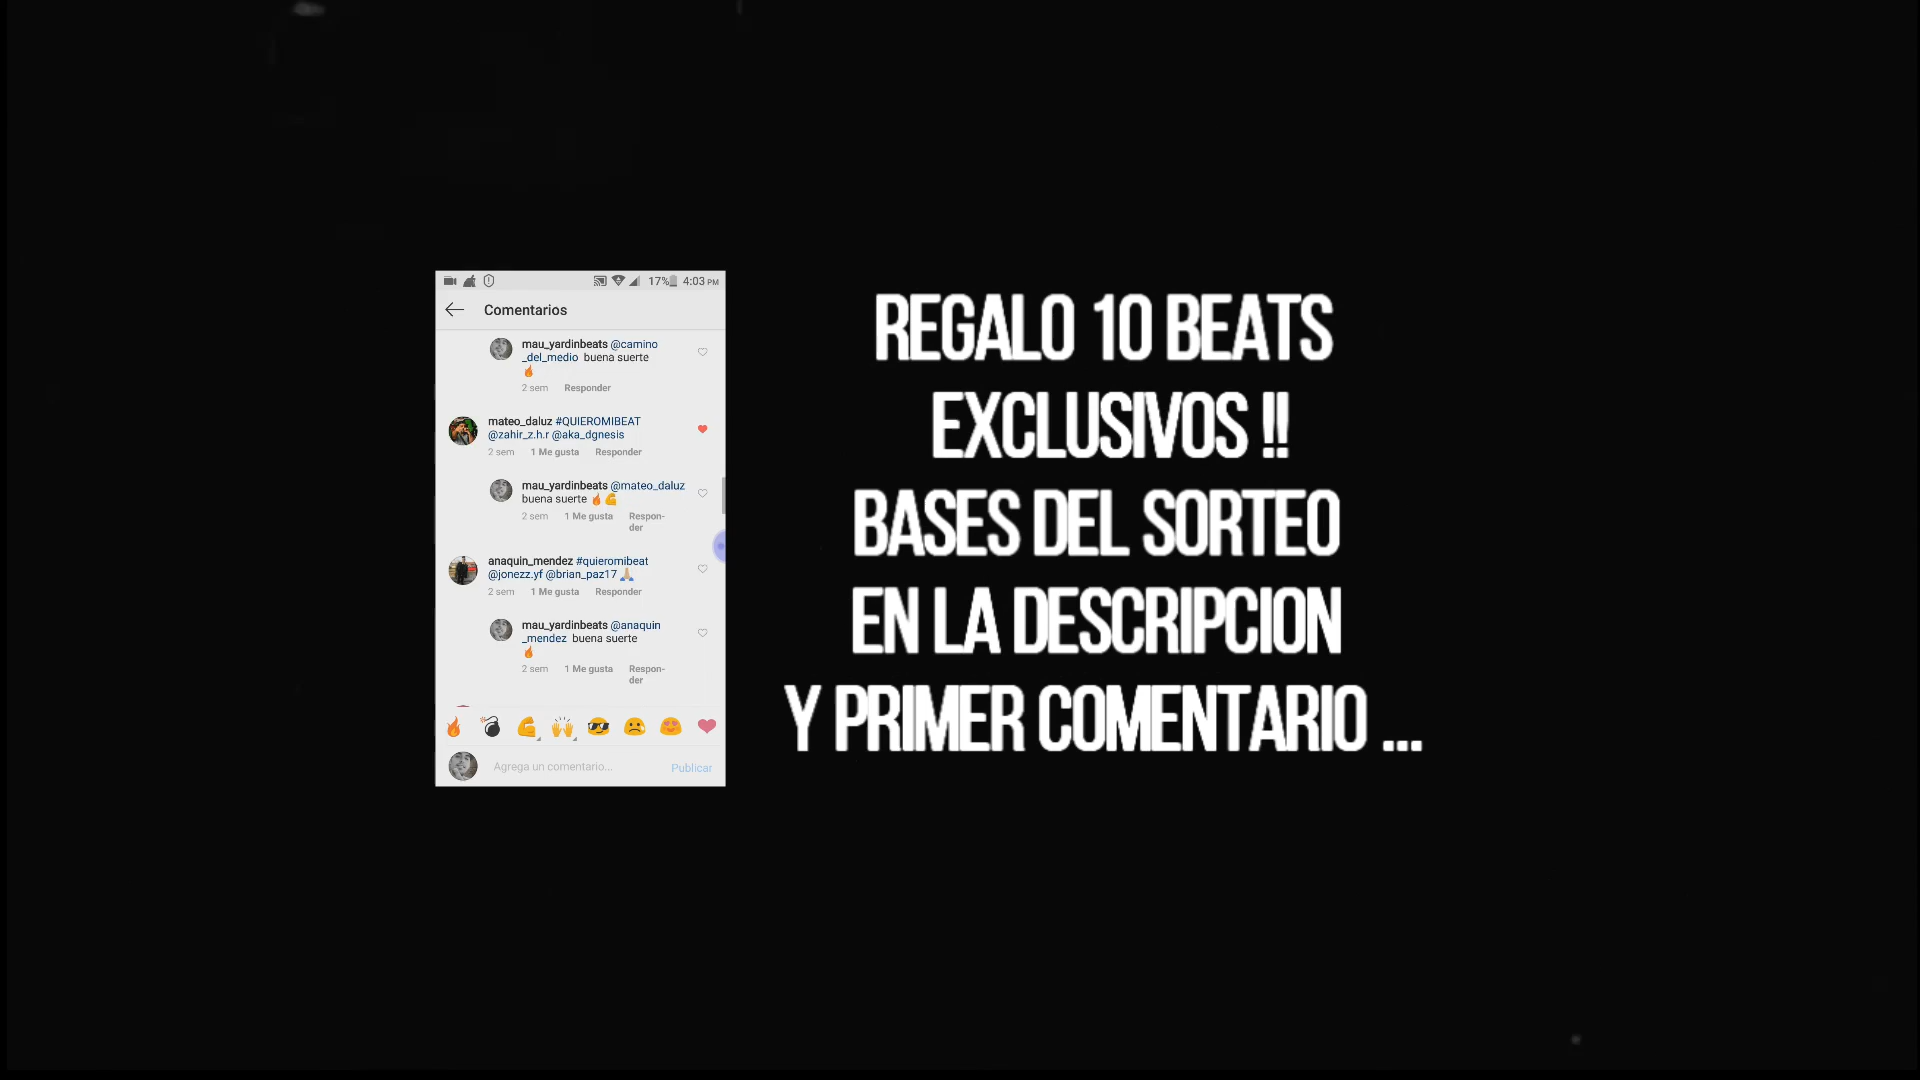 17% 4:03 PM
Comentarios
mau_yardinbeats @camino
_del_medio buena suerte
🔥
2 sem Responder
mateo_daluz #QUIEROMIBEAT
@zahir_z.h.r @aka_dgnesis
2 sem 1 Me gusta Responder
mau_yardinbeats @mateo_daluz
buena suerte 🔥💪
2 sem 1 Me gusta Respon-
der
anaquin_mendez #quieromibeat
@jonezz.yf @brian_paz17 🙏🏼
2 sem 1 Me gusta Responder
mau_yardinbeats @anaquin
_mendez buena suerte
🔥
2 sem 1 Me gusta Respon-
der
🔥 💣 💪 🙌 😎 🙁 😍 ❤
Agrega un comentario... Publicar
REGALO 10 BEATS
EXCLUSIVOS !!
BASES DEL SORTEO
EN LA DESCRIPCION
Y PRIMER COMENTARIO ...